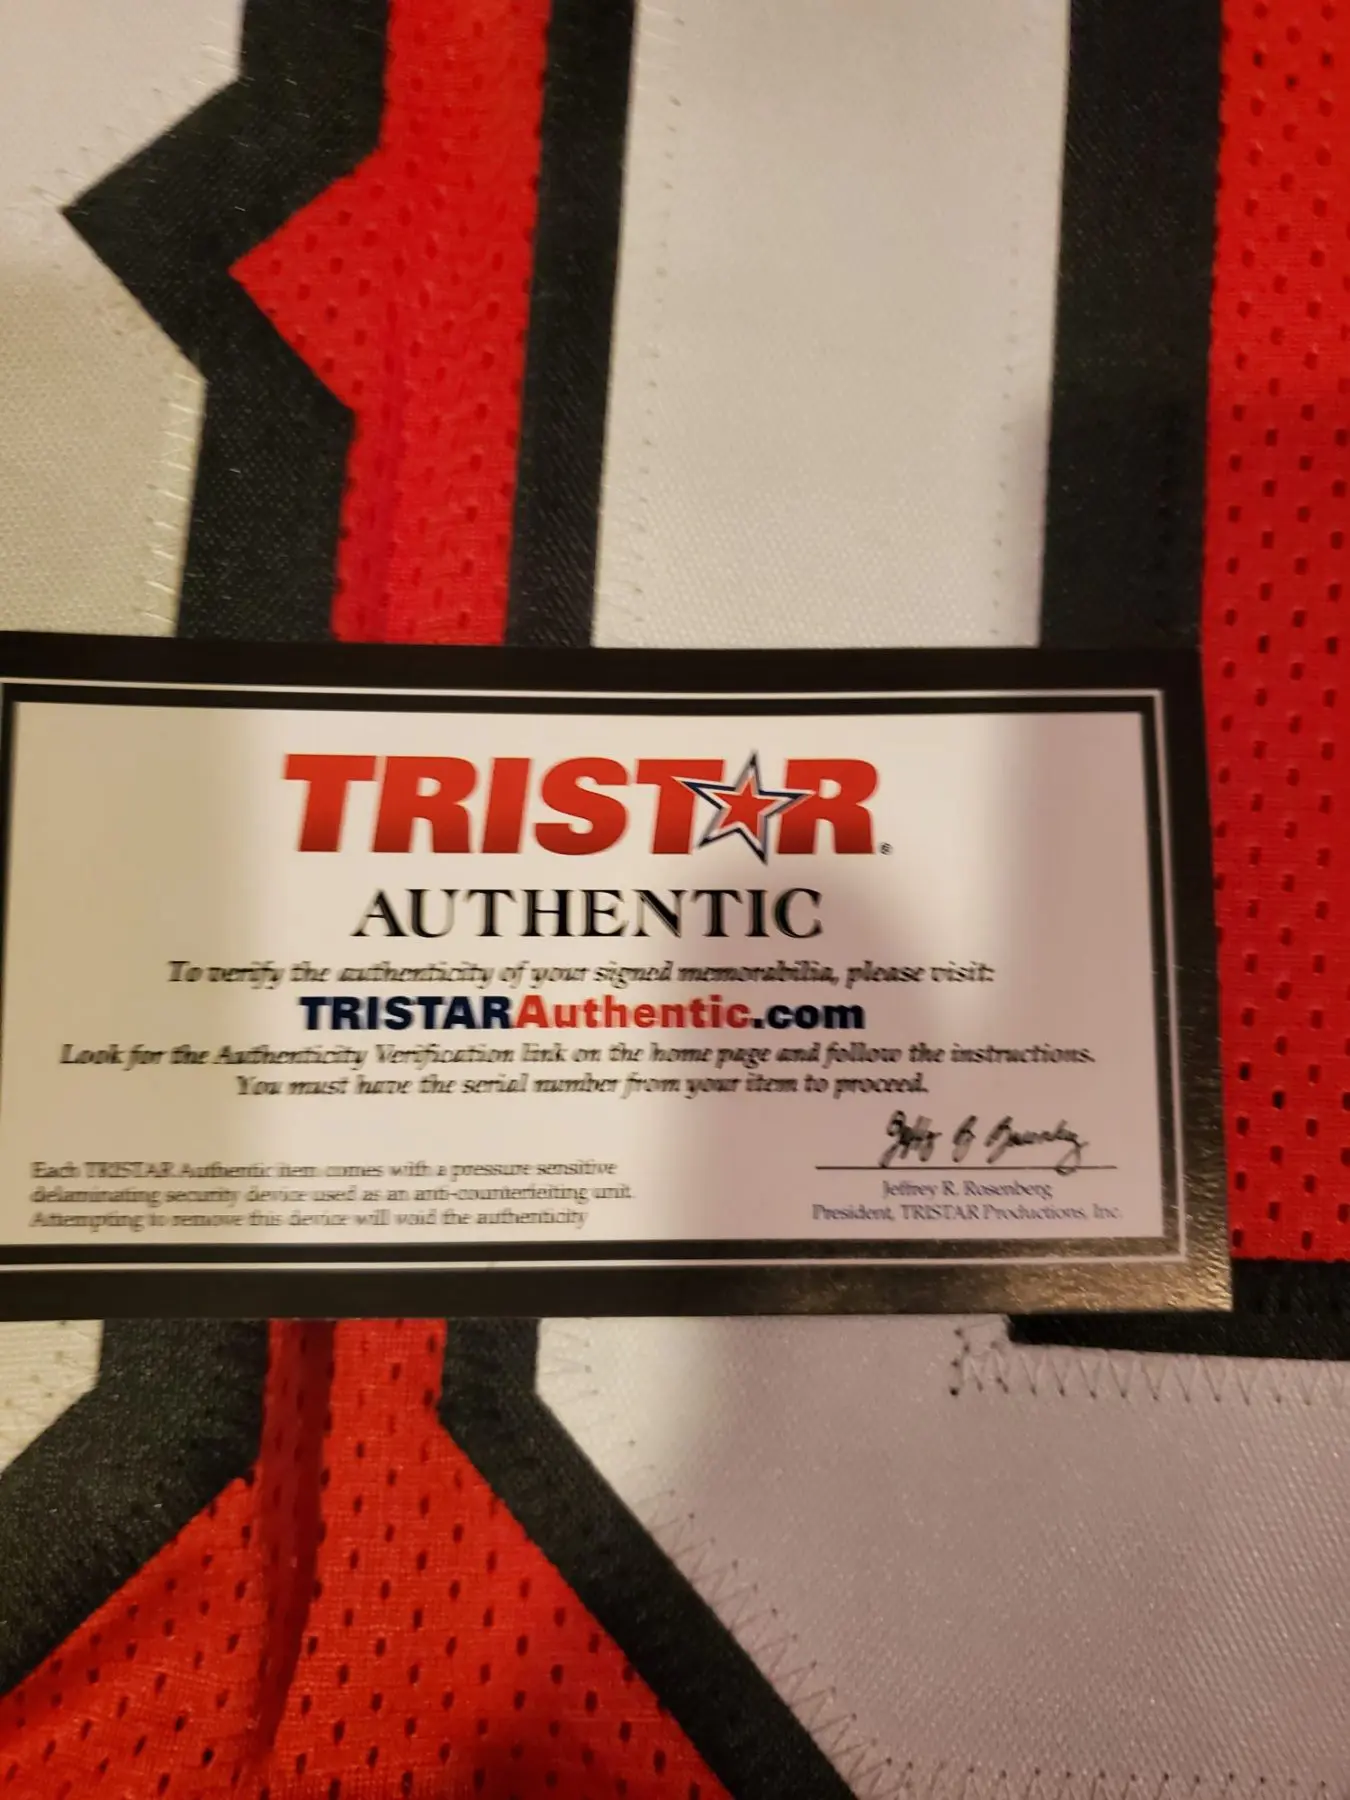 TRISTAR®
AUTHENTIC
To verify the authenticity of your signed memorabilia, please visit:
TRISTARAuthentic.com
Look for the Authenticity Verification link on the home page and follow the instructions.
You must have the serial number from your item to proceed.
Each TRISTAR Authentic item comes with a pressure sensitive
delaminating security device used as an anti-counterfeiting unit.
Attempting to remove this device will void the authenticity
Jeffrey R. Rosenberg
President, TRISTAR Productions, Inc.